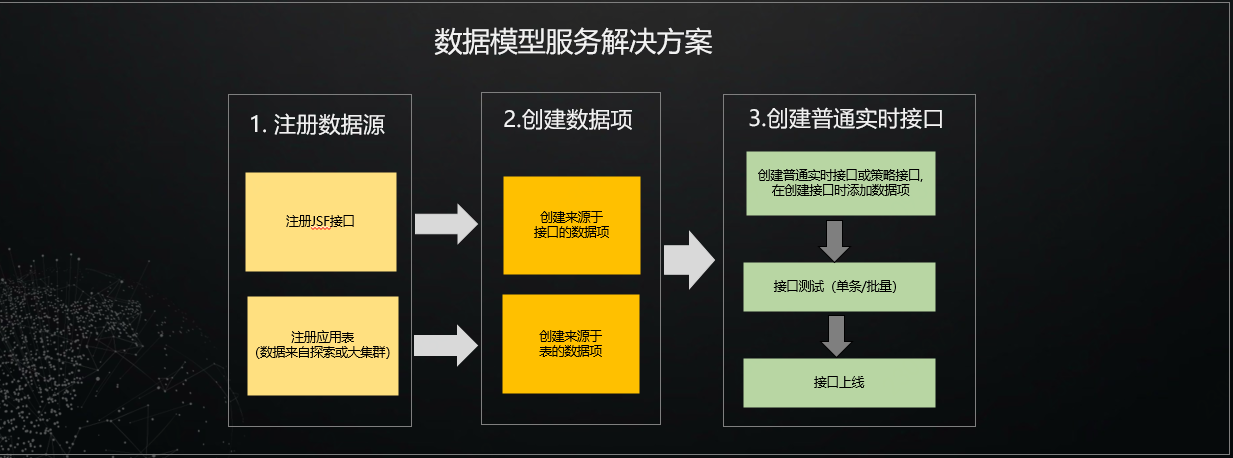 数据模型服务解决方案
1. 注册数据源
注册JSF接口
注册应用表
(数据来自探索或大集群)
2.创建数据项
创建来源于
接口的数据项
创建来源于
表的数据项
3.创建普通实时接口
创建普通实时接口或策略接口,
在创建接口时添加数据项
接口测试（单条/批量）
接口上线